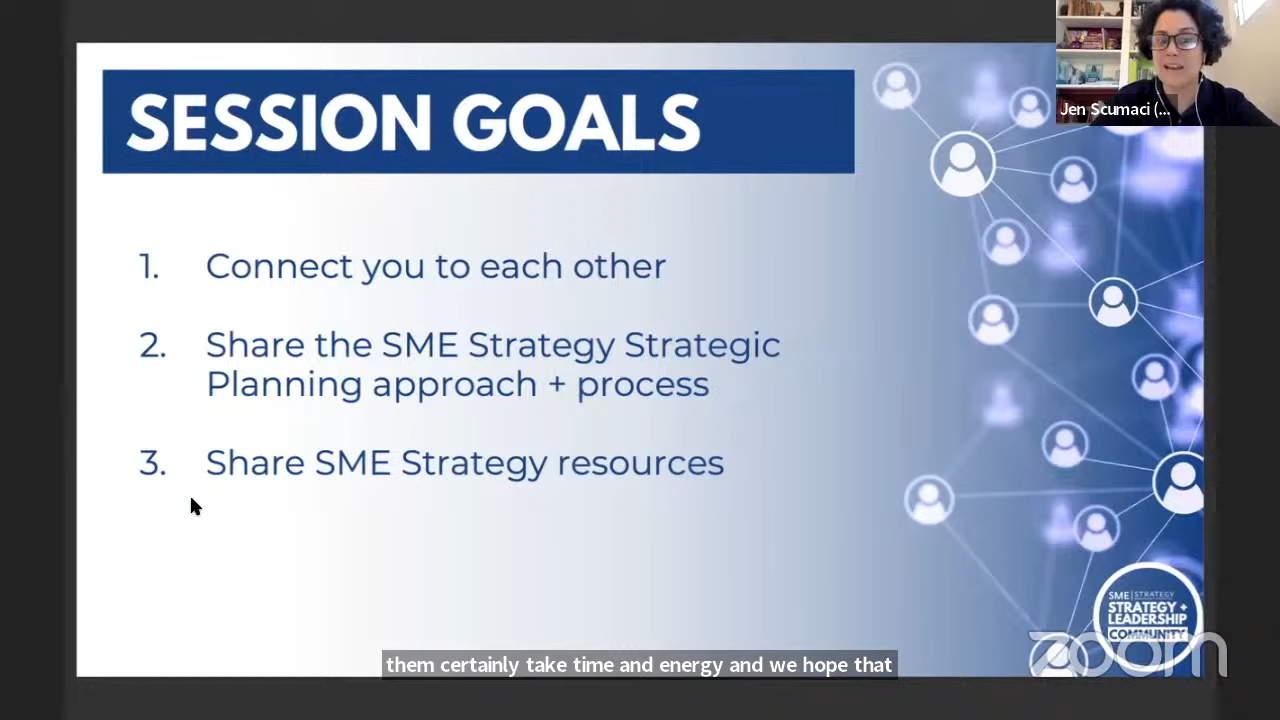 SESSION GOALS
Jen Scumaci (...
1. Connect you to each other
2. Share the SME Strategy Strategic
Planning approach + process
3. Share SME Strategy resources
SME | STRATEGY
STRATEGY +
LEADERSHIP
COMMUNITY
zoom
them certainly take time and energy and we hope that